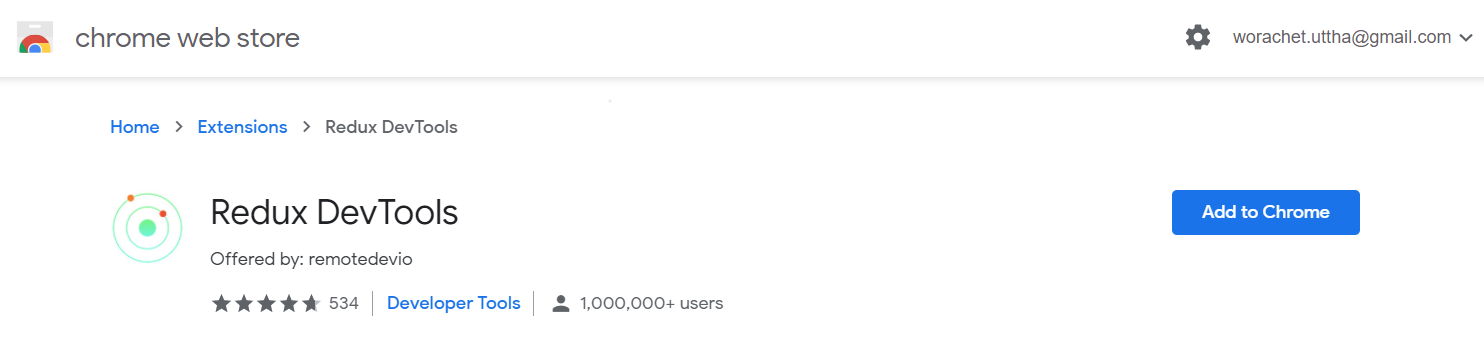 chrome web store
worachet.uttha@gmail.com
Home > Extensions > Redux DevTools
Redux DevTools
Add to Chrome
Offered by: remotedevio
534
Developer Tools
1,000,000+ users